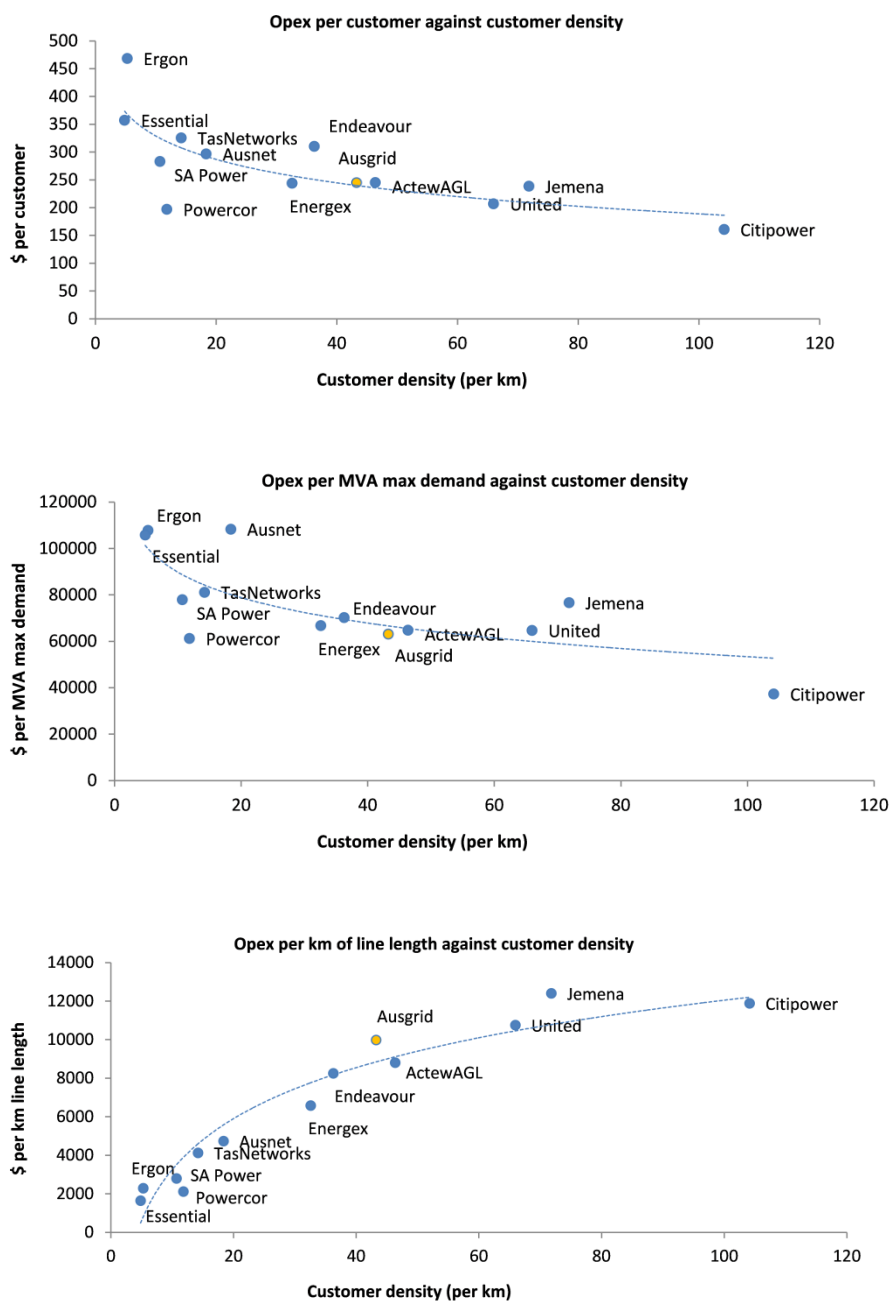 Opex per customer against customer density
$ per customer
500
450
400
350
300
250
200
150
100
50
0
Ergon
Essential
TasNetworks
Endeavour
Ausnet
Ausgrid
SA Power
ActewAGL
Jemena
Powercor
Energex
United
Citipower
0 20 40 60 80 100 120
Customer density (per km)
Opex per MVA max demand against customer density
$ per MVA max demand
120000
100000
80000
60000
40000
20000
0
Ergon
Ausnet
Essential
TasNetworks
SA Power
Endeavour
Jemena
Powercor
Energex
ActewAGL
United
Ausgrid
Citipower
0 20 40 60 80 100 120
Customer density (per km)
Opex per km of line length against customer density
$ per km line length
14000
12000
10000
8000
6000
4000
2000
0
Jemena
Citipower
Ausgrid
United
ActewAGL
Endeavour
Energex
Ausnet
TasNetworks
Ergon
SA Power
Powercor
Essential
0 20 40 60 80 100 120
Customer density (per km)